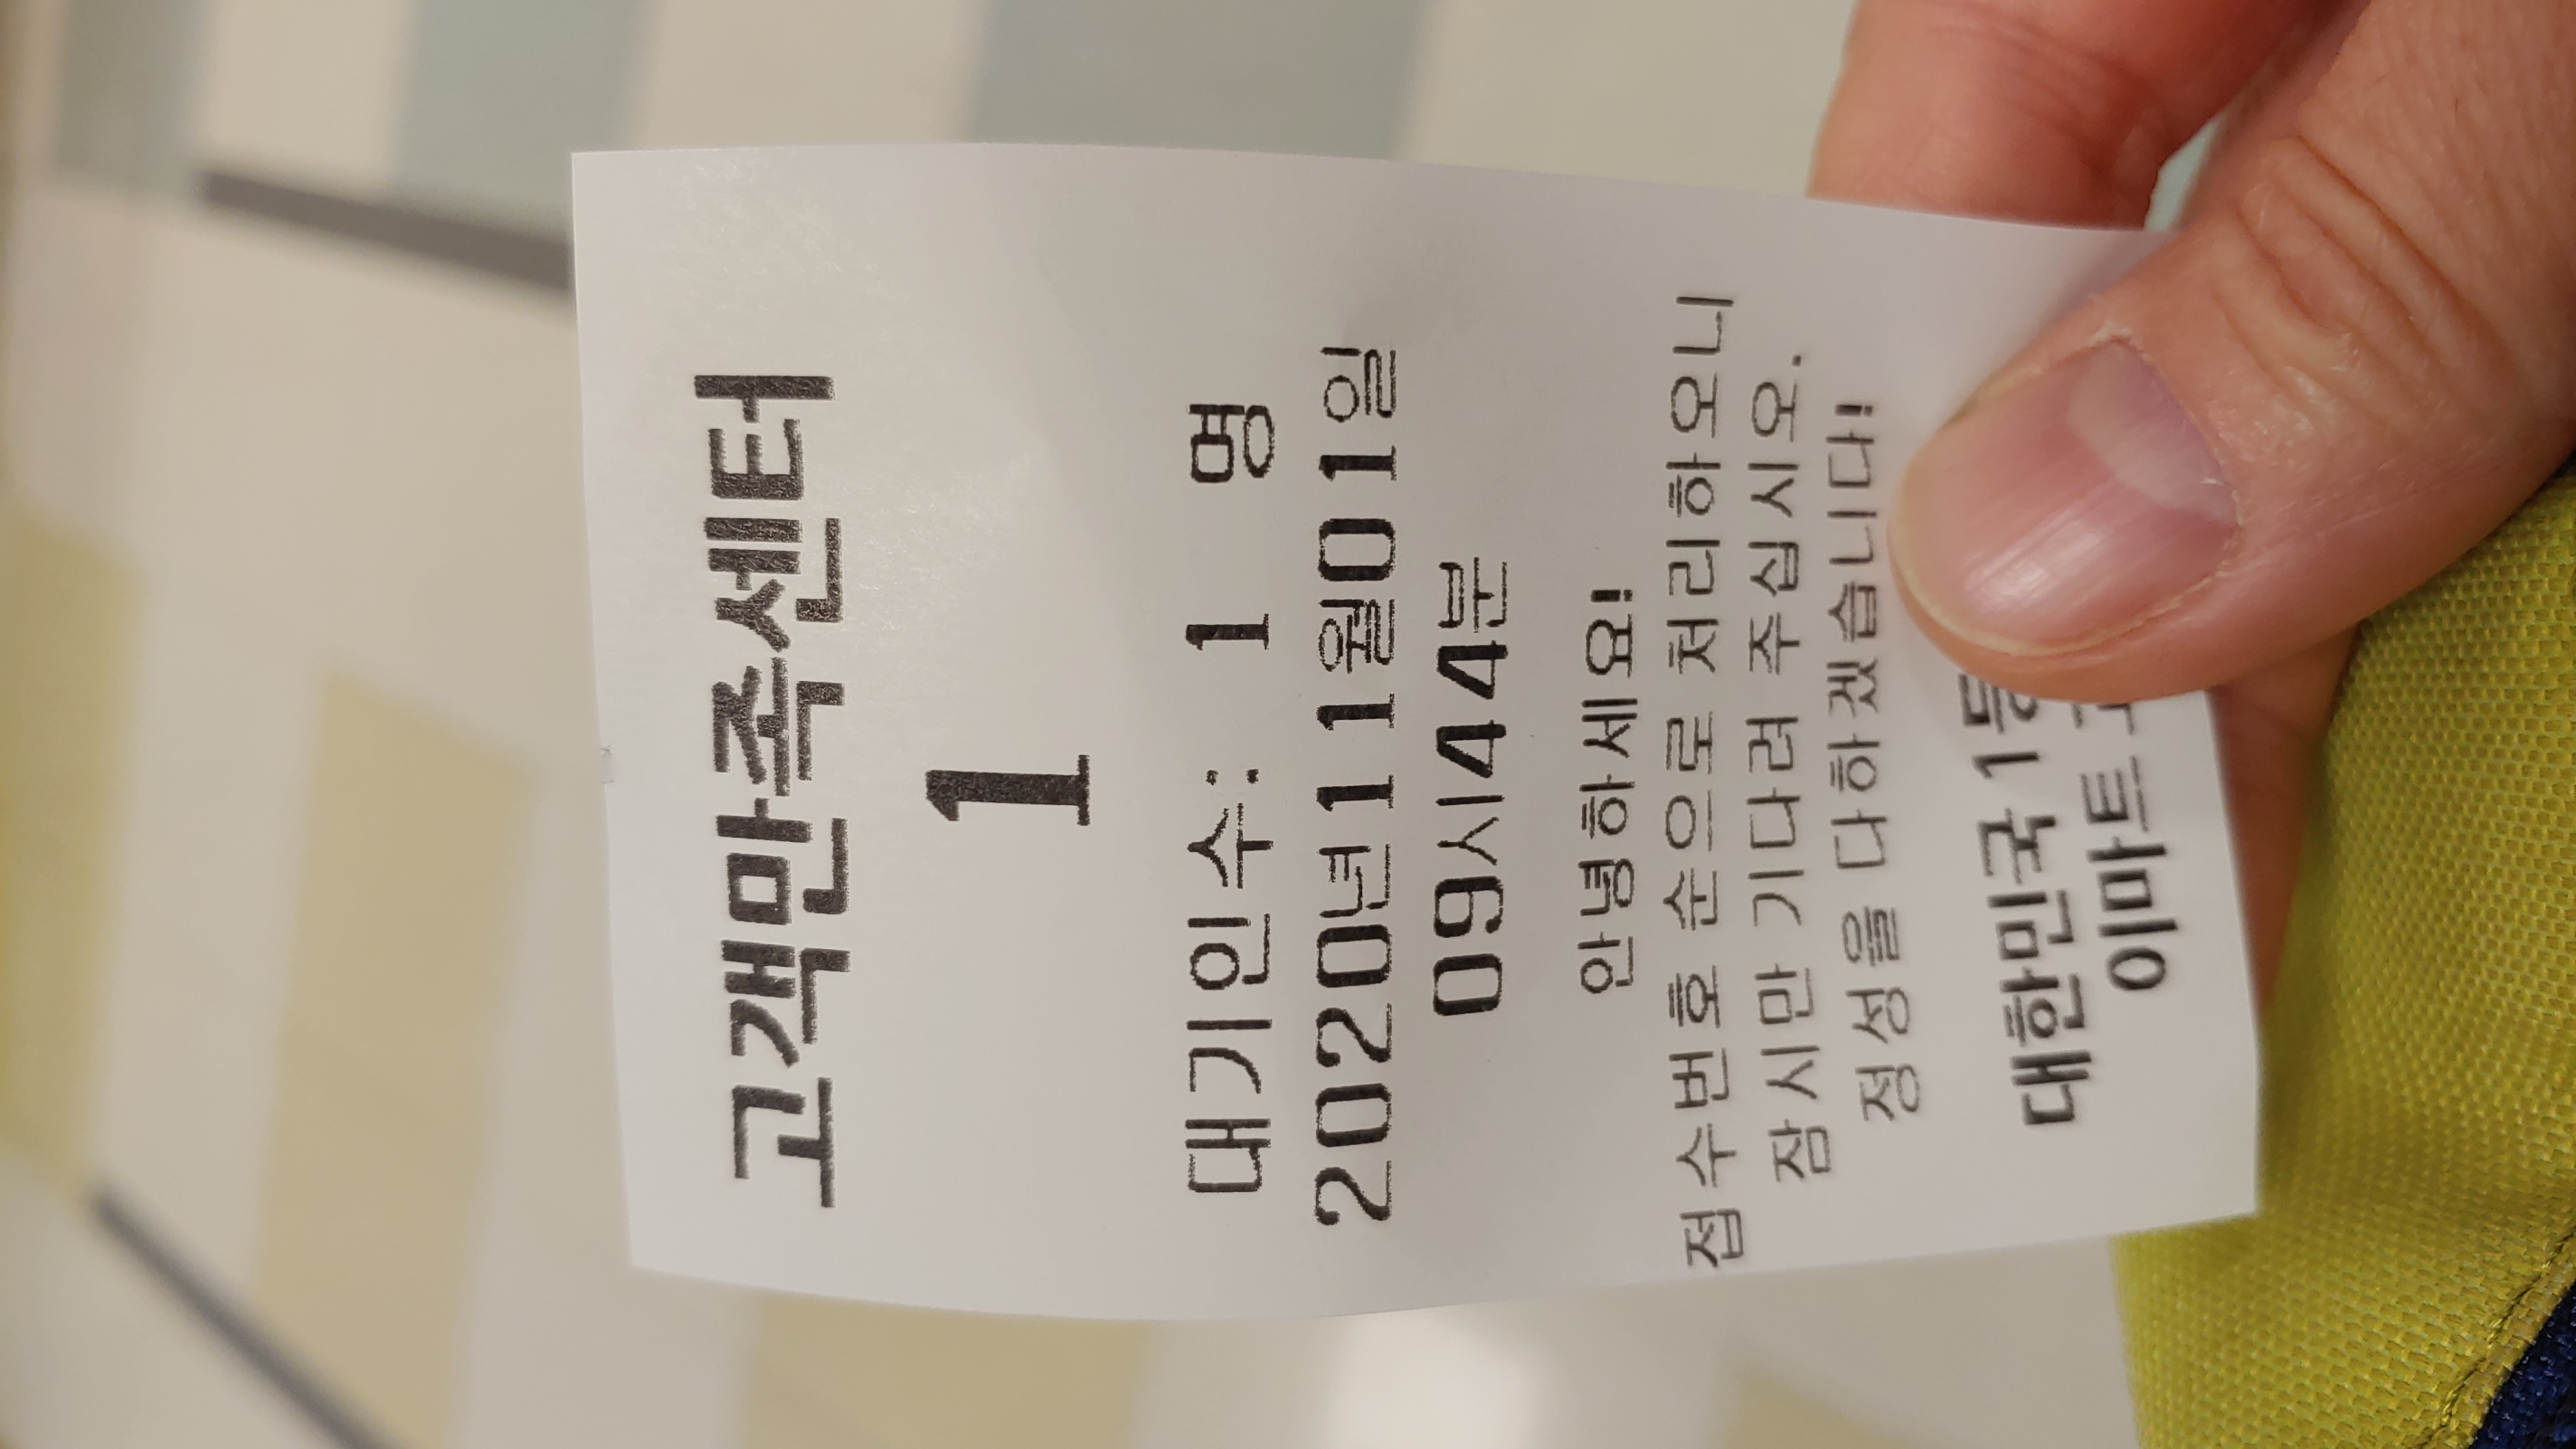 고객만족센터
1
대기인수: 1 명
2020년11월01일
09시44분
안녕하세요!
접수번호 순으로 처리하오니
잠시만 기다려 주십시오.
정성을 다하겠습니다!
대한민국 1등
이마트